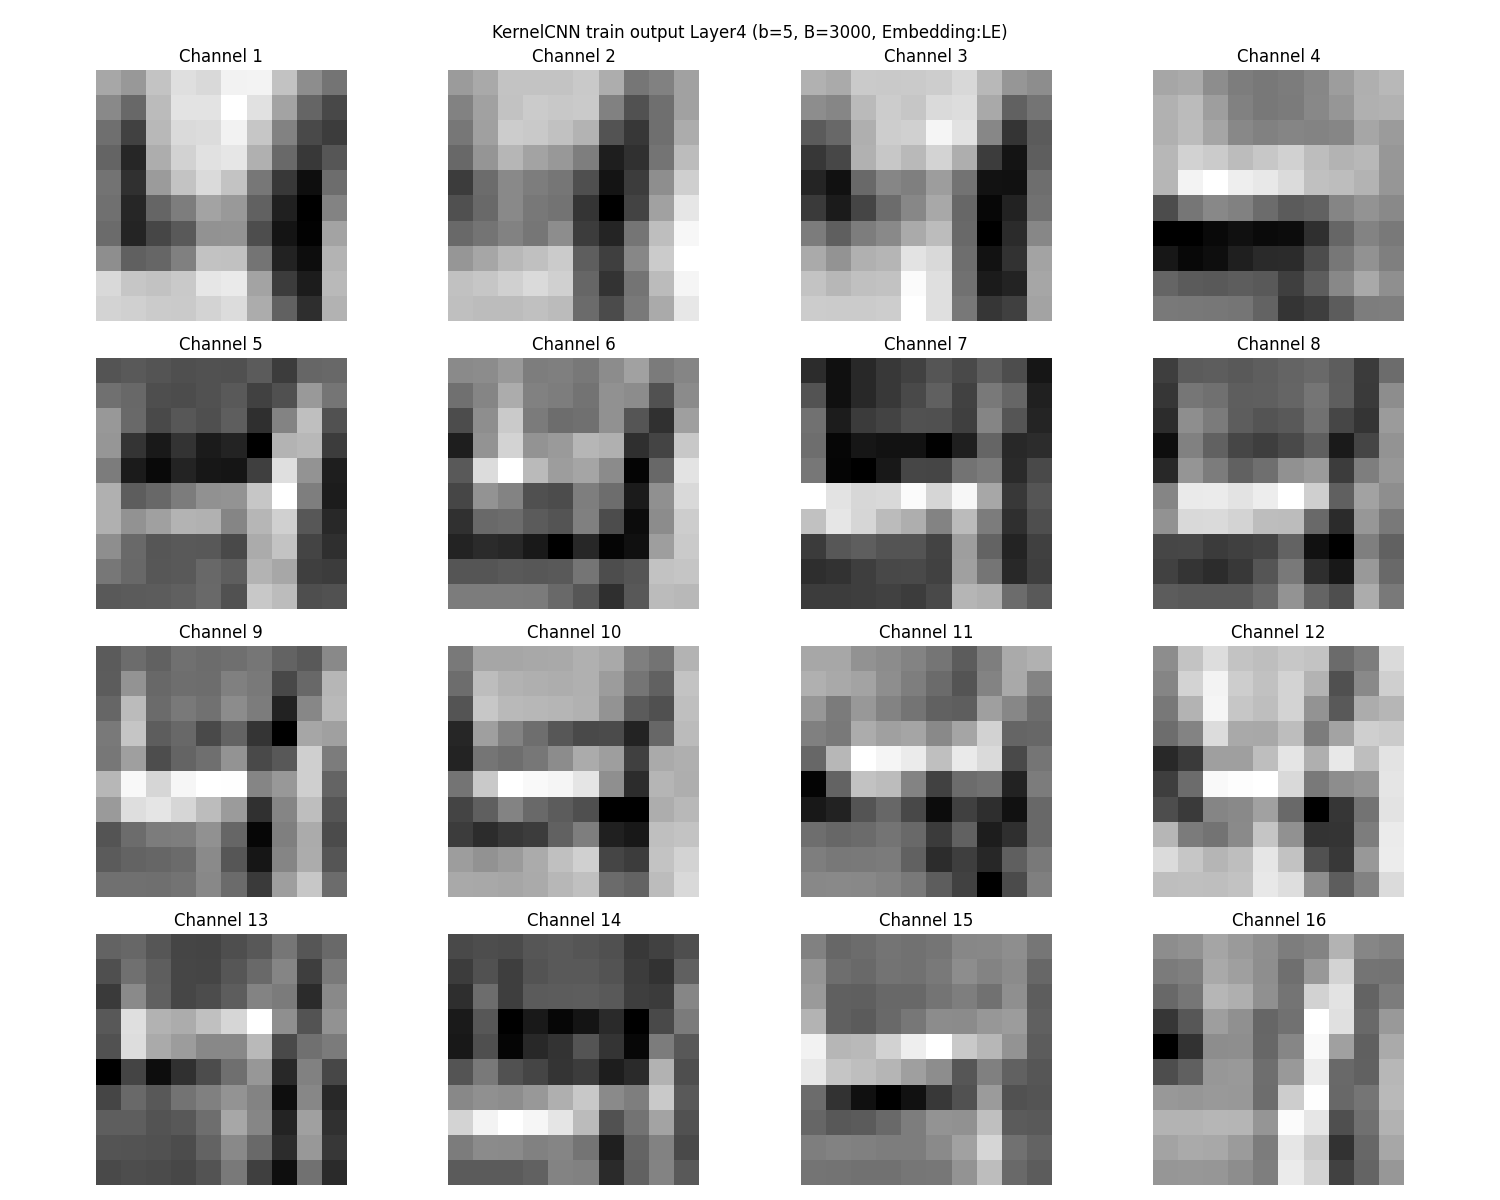 KernelCNN train output Layer4 (b=5, B=3000, Embedding:LE)
Channel 1
Channel 2
Channel 3
Channel 4
Channel 5
Channel 6
Channel 7
Channel 8
Channel 9
Channel 10
Channel 11
Channel 12
Channel 13
Channel 14
Channel 15
Channel 16